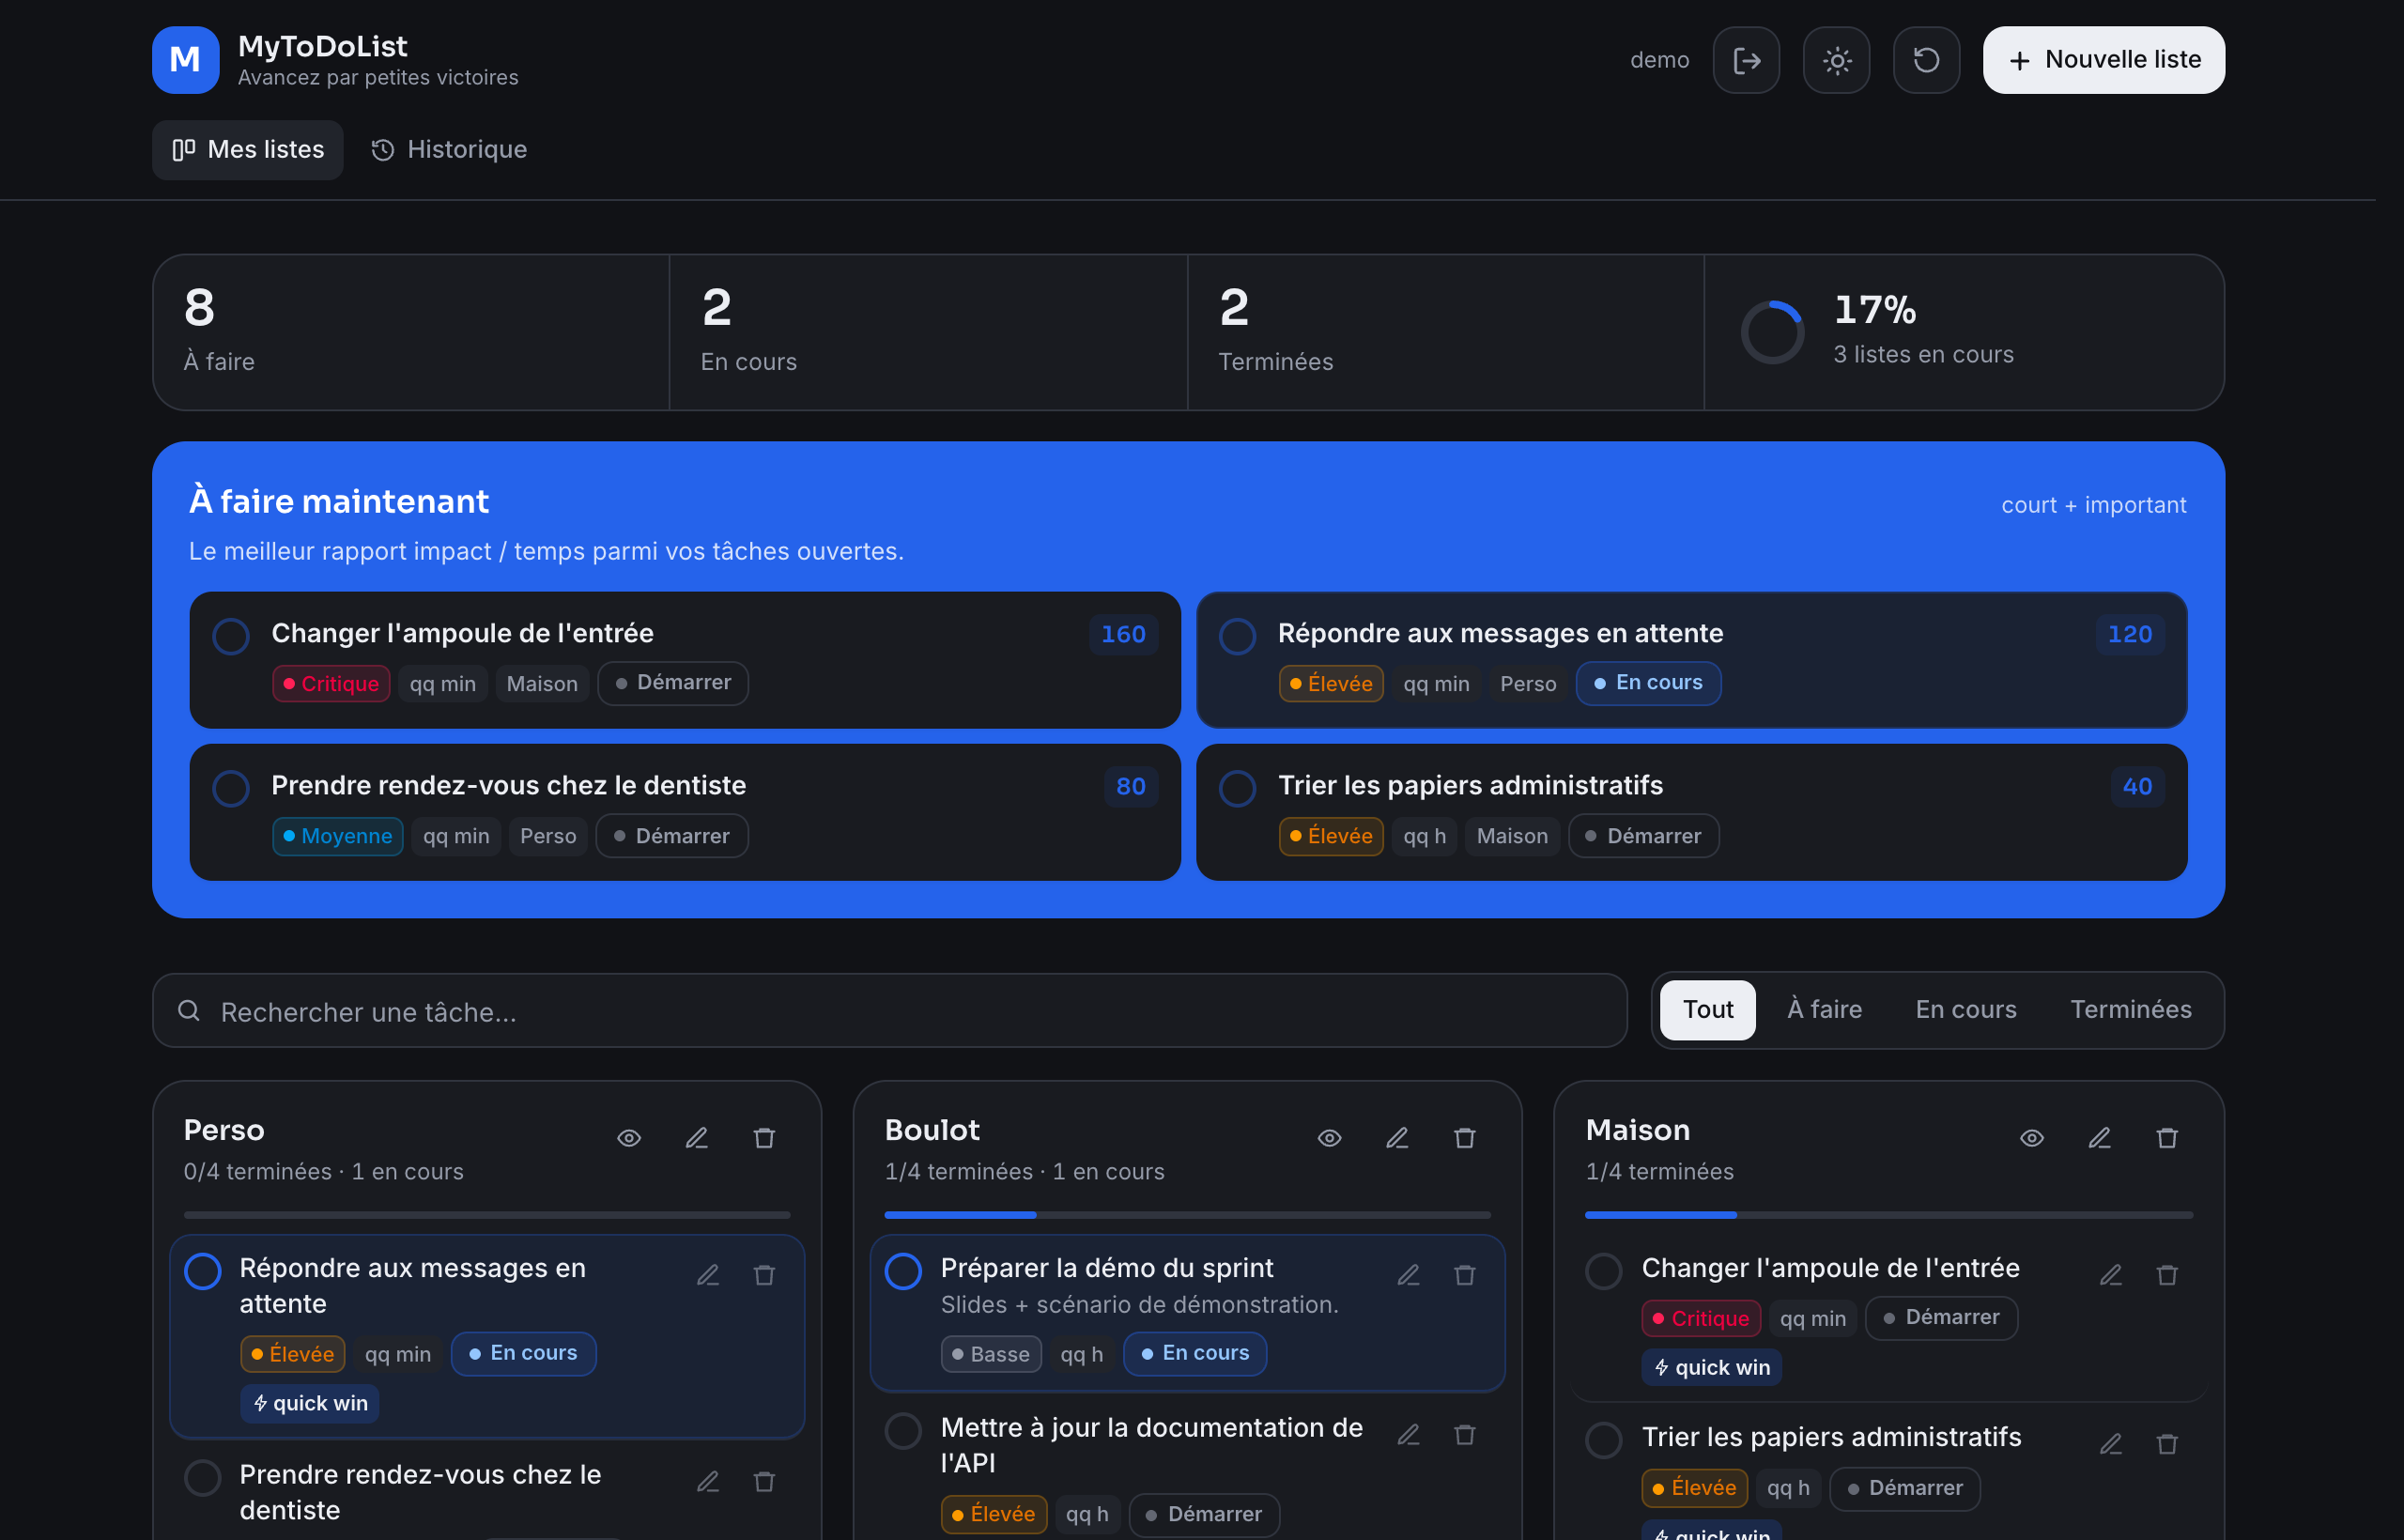 M
MyToDoList
Avancez par petites victoires
demo
Nouvelle liste
Mes listes
Historique
8
À faire
2
En cours
2
Terminées
17%
3 listes en cours
À faire maintenant
court + important
Le meilleur rapport impact / temps parmi vos tâches ouvertes.
Changer l'ampoule de l'entrée
160
Critique
qq min
Maison
Démarrer
Répondre aux messages en attente
120
Élevée
qq min
Perso
En cours
Prendre rendez-vous chez le dentiste
80
Moyenne
qq min
Perso
Démarrer
Trier les papiers administratifs
40
Élevée
qq h
Maison
Démarrer
Rechercher une tâche...
Tout
À faire
En cours
Terminées
Perso
0/4 terminées · 1 en cours
Répondre aux messages en
attente
Élevée
qq min
En cours
quick win
Prendre rendez-vous chez le
dentiste
Boulot
1/4 terminées · 1 en cours
Préparer la démo du sprint
Slides + scénario de démonstration.
Basse
qq h
En cours
Mettre à jour la documentation de
l'API
Élevée
qq h
Démarrer
Maison
1/4 terminées
Changer l'ampoule de l'entrée
Critique
qq min
Démarrer
quick win
Trier les papiers administratifs
Élevée
qq h
Démarrer
quick win